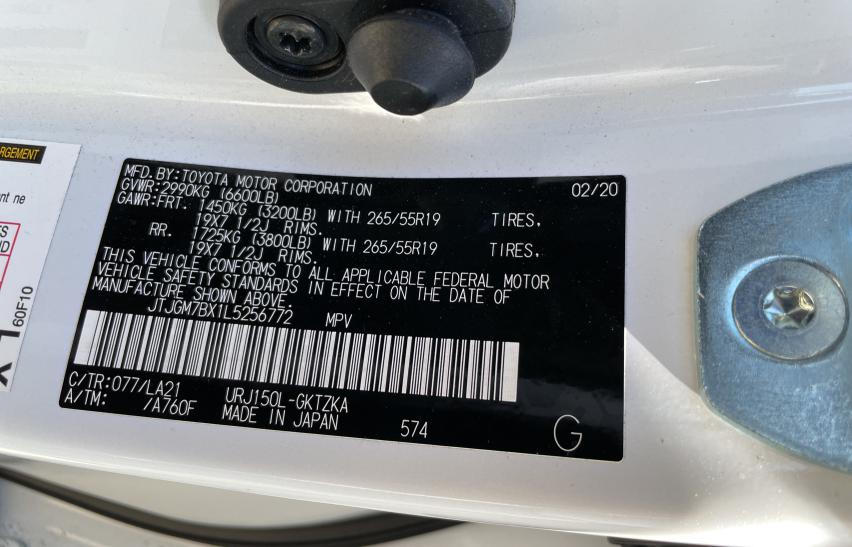 RGEMENT
nt ne
S
ND
60F10
MFD.BY:TOYOTA MOTOR CORPORATION 02/20
GVWR:2990KG (6600LB)
GAWR:FRT. 1450KG (3200LB) WITH 265/55R19 TIRES,
19X7 1/2J RIMS.
RR. 1725KG (3800LB) WITH 265/55R19 TIRES,
19X7 1/2J RIMS.
THIS VEHICLE CONFORMS TO ALL APPLICABLE FEDERAL MOTOR
VEHICLE SAFETY STANDARDS IN EFFECT ON THE DATE OF
MANUFACTURE SHOWN ABOVE.
JTJGM7BX1L5256772 MPV
C/TR:077/LA21 URJ150L-GKTZKA
A/TM: /A760F MADE IN JAPAN 574
G